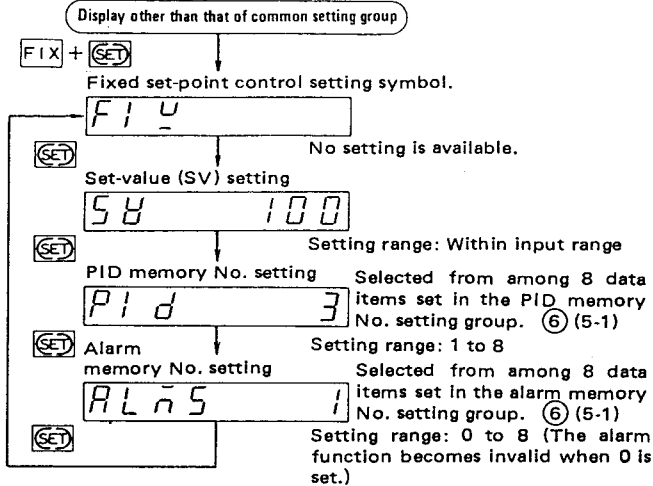 Display other than that of common setting group
FIX + SET
Fixed set-point control setting symbol.
FI
SET
No setting is available.
Set-value (SV) setting
SV 100
SET
Setting range: Within input range
PID memory No. setting
PId 3
Selected from among 8 data
items set in the PID memory
No. setting group. ⑥ (5-1)
SET
Setting range: 1 to 8
Alarm
memory No. setting
ALMS 1
Selected from among 8 data
items set in the alarm memory
No. setting group. ⑥ (5-1)
SET
Setting range: 0 to 8 (The alarm
function becomes invalid when 0 is
set.)